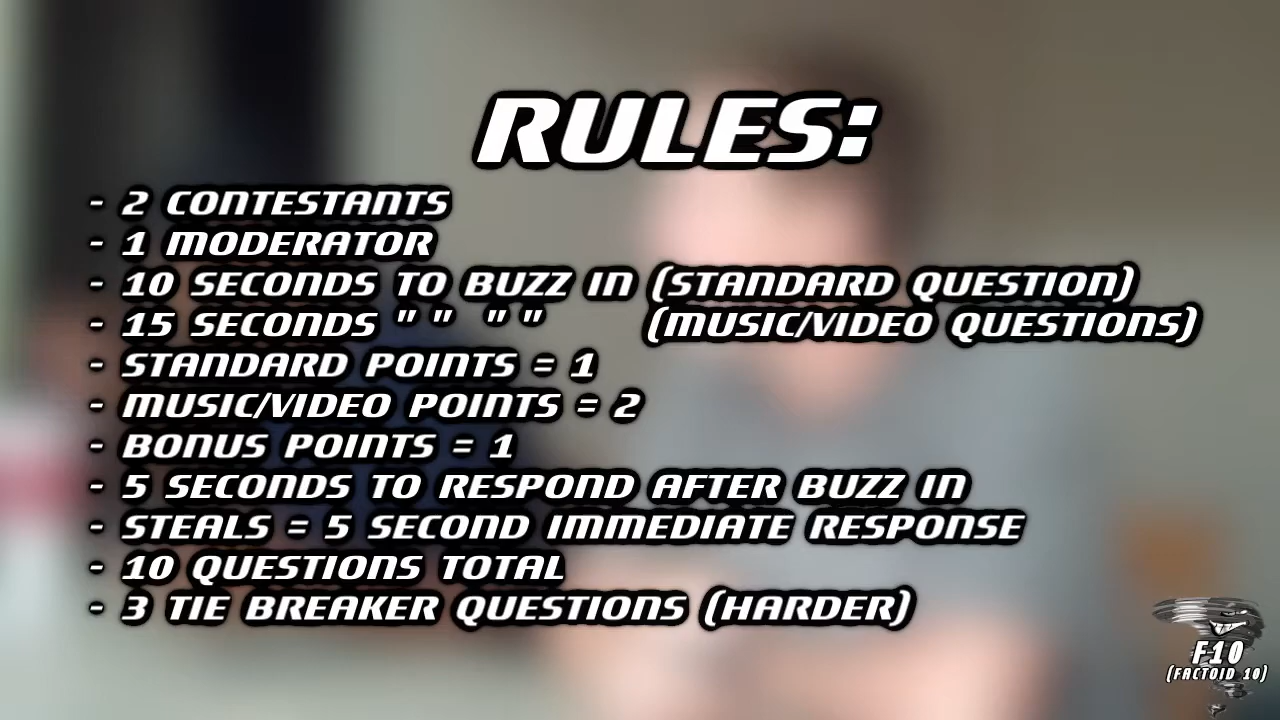 RULES:
- 2 CONTESTANTS
- 1 MODERATOR
- 10 SECONDS TO BUZZ IN (STANDARD QUESTION)
- 15 SECONDS " " " " (MUSIC/VIDEO QUESTIONS)
- STANDARD POINTS = 1
- MUSIC/VIDEO POINTS = 2
- BONUS POINTS = 1
- 5 SECONDS TO RESPOND AFTER BUZZ IN
- STEALS = 5 SECOND IMMEDIATE RESPONSE
- 10 QUESTIONS TOTAL
- 3 TIE BREAKER QUESTIONS (HARDER)
F10
(FACTOID 10)